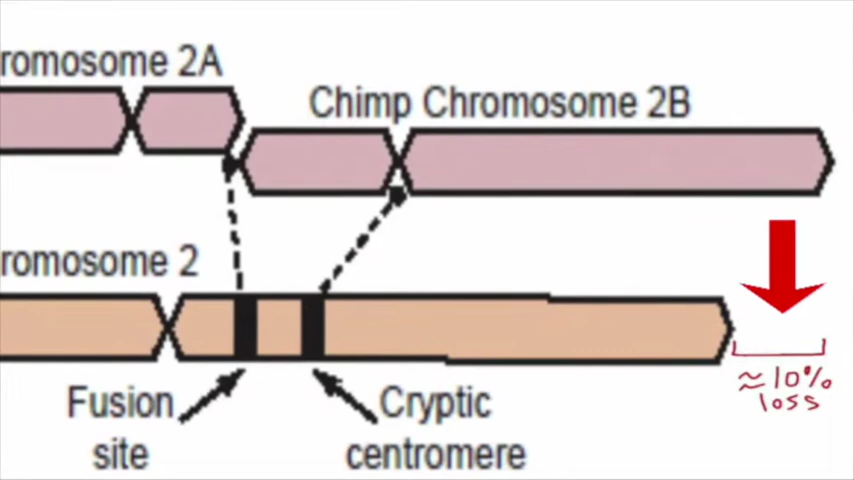 romosome 2A
Chimp Chromosome 2B
romosome 2
≈10%
loss
Fusion
site
Cryptic
centromere